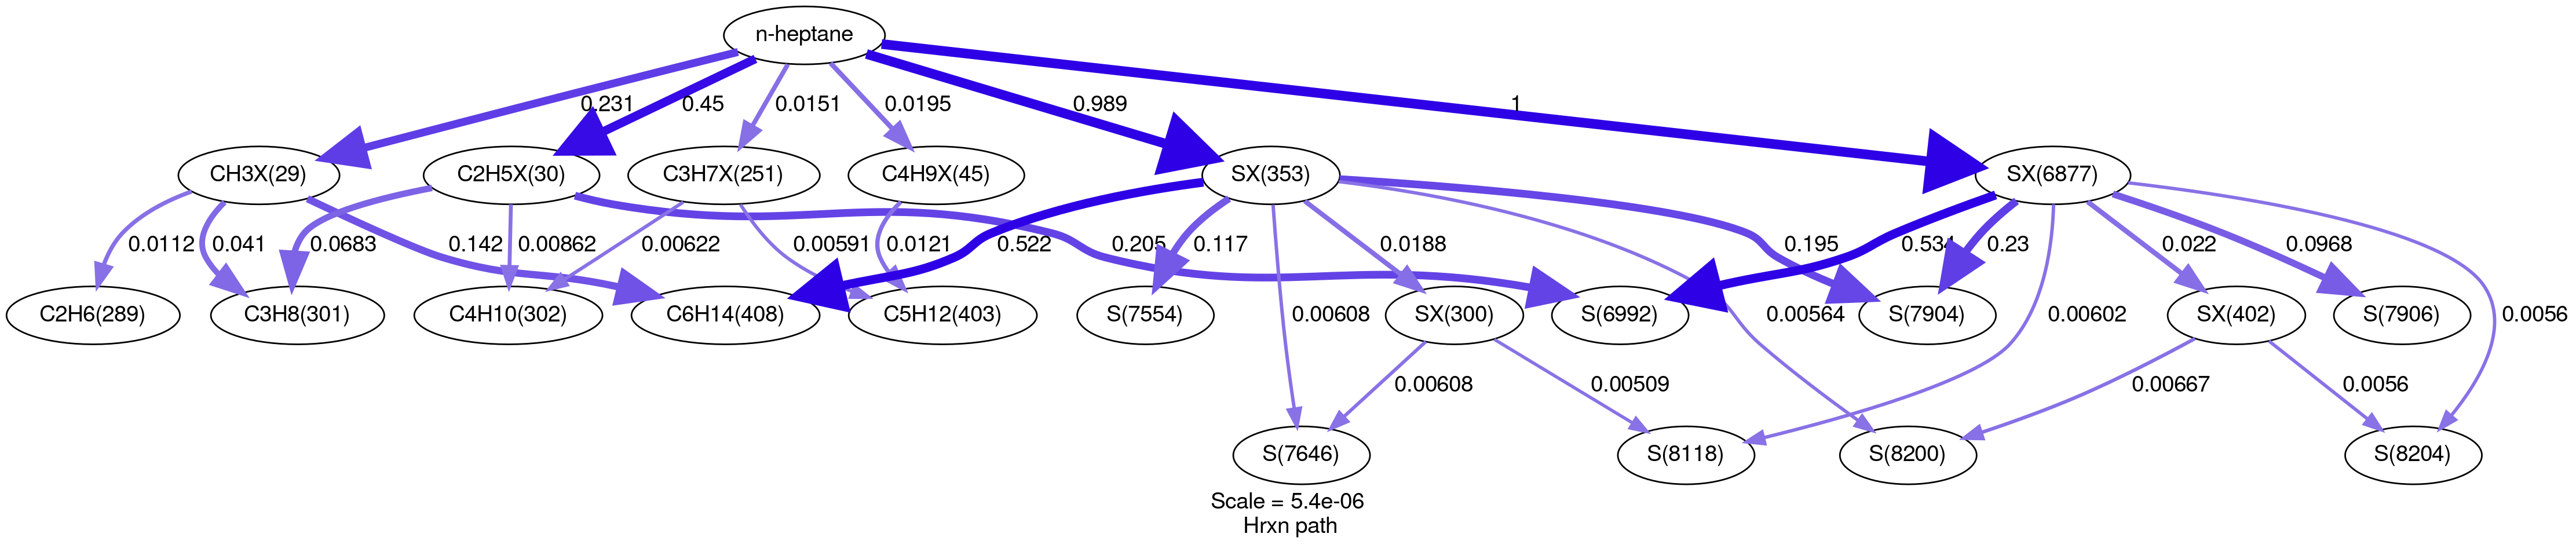 n-heptane
0.231
0.45
0.0151
0.0195
0.989
1
CH3X(29)
C2H5X(30)
C3H7X(251)
C4H9X(45)
SX(353)
SX(6877)
0.0112
0.041
0.0683
0.142
0.00862
0.00622
0.00591
0.0121
0.522
0.205
0.117
0.0188
0.195
0.534
0.23
0.022
0.0968
C2H6(289)
C3H8(301)
C4H10(302)
C6H14(408)
C5H12(403)
S(7554)
0.00608
SX(300)
S(6992)
0.00564
S(7904)
0.00602
SX(402)
S(7906)
0.0056
0.00608
0.00509
0.00667
0.0056
S(7646)
S(8118)
S(8200)
S(8204)
Scale = 5.4e-06
Hrxn path